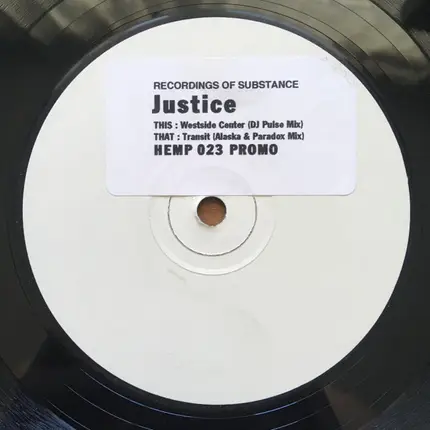 RECORDINGS OF SUBSTANCE
Justice
THIS : Westside Center (DJ Pulse Mix)
THAT : Transit (Alaska & Paradox Mix)
HEMP 023 PROMO